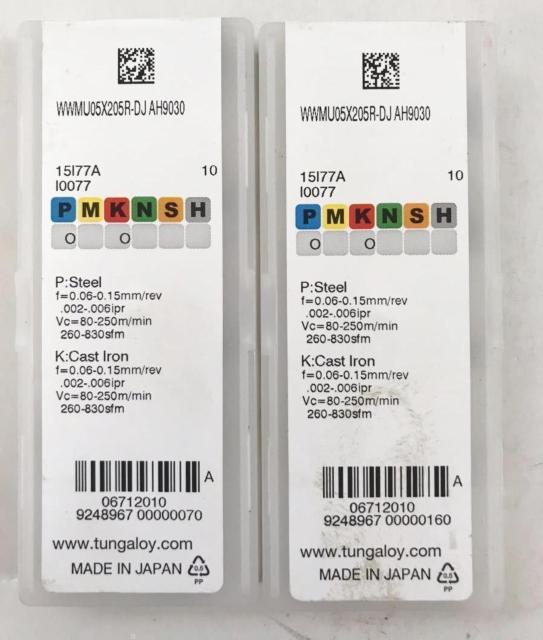 WWMU05X205R-DJ AH9030
15I77A 10
I0077
P M K N S H
O O
P:Steel
f=0.06-0.15mm/rev
.002-.006ipr
Vc=80-250m/min
260-830sfm
K:Cast Iron
f=0.06-0.15mm/rev
.002-.006ipr
Vc=80-250m/min
260-830sfm
A
06712010
9248967 00000070
www.tungaloy.com
MADE IN JAPAN 0.5
PP
WWMU05X205R-DJ AH9030
15I77A 10
I0077
P M K N S H
O O
P:Steel
f=0.06-0.15mm/rev
.002-.006ipr
Vc=80-250m/min
260-830sfm
K:Cast Iron
f=0.06-0.15mm/rev
.002-.006ipr
Vc=80-250m/min
260-830sfm
A
06712010
9248967 00000160
www.tungaloy.com
MADE IN JAPAN 0.5
PP